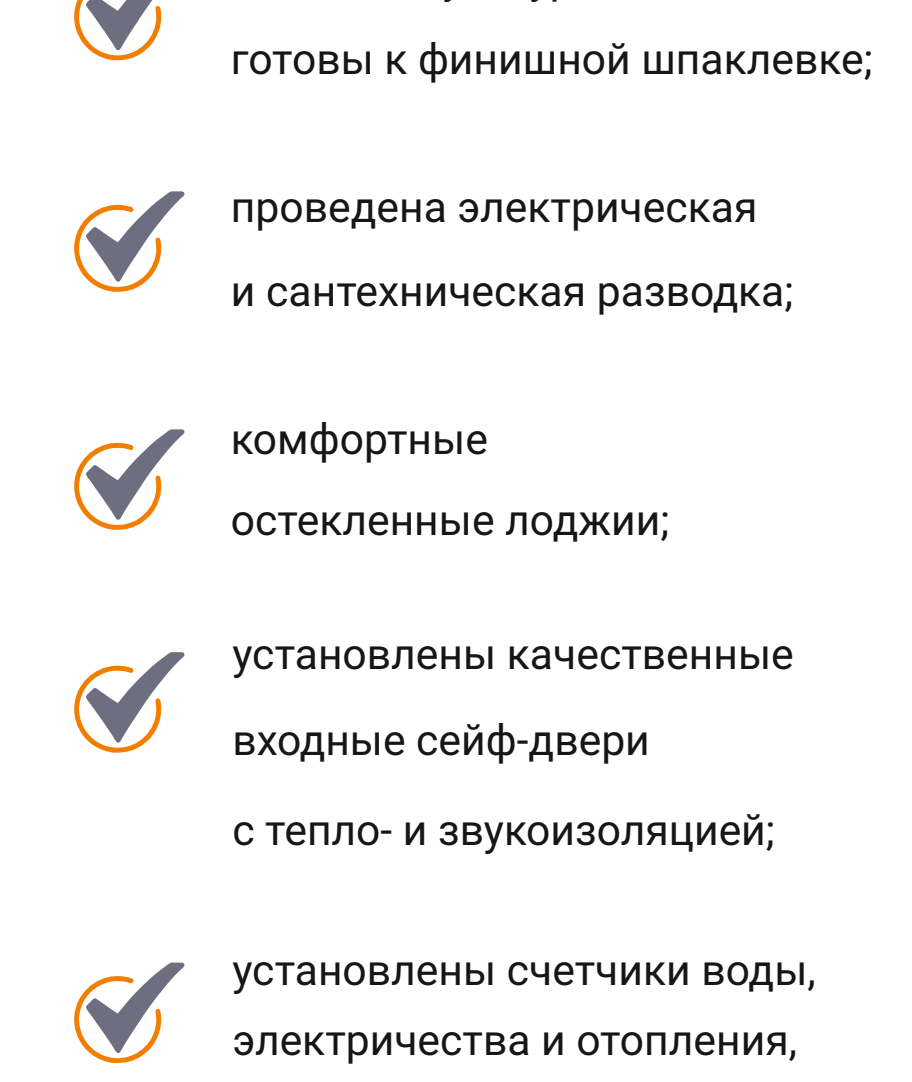 готовы к финишной шпаклевке;
проведена электрическая
и сантехническая разводка;
комфортные
остекленные лоджии;
установлены качественные
входные сейф-двери
с тепло- и звукоизоляцией;
установлены счетчики воды,
электричества и отопления,